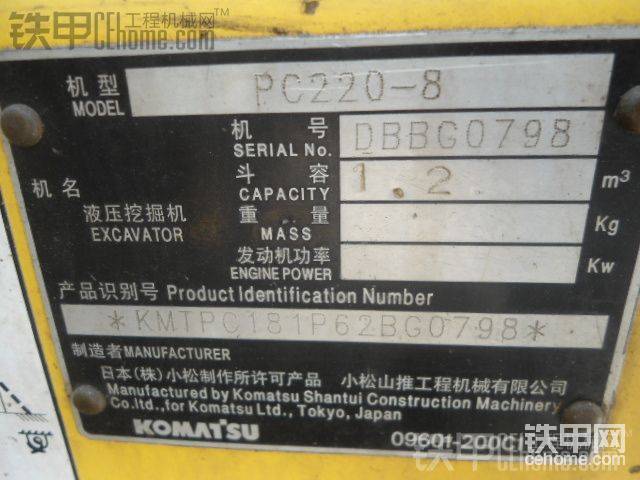 铁甲 工程机械网
CEhome.com
机型 PC220-8
MODEL
机号 DBBG0798
SERIAL No.
机名
斗容 1.2 m³
CAPACITY
液压挖掘机
EXCAVATOR
重量 Kg
MASS
发动机功率 Kw
ENGINE POWER
产品识别号 Product Identification Number
*KMTPC181P62BG0798*
制造者MANUFACTURER
日本(株)小松制作所许可产品 小松山推工程机械有限公司
Manufactured by Komatsu Shantui Construction Machinery
Co.ltd.,for Komatsu Ltd., Tokyo, Japan
KOMATSU
铁甲网
cehome.com